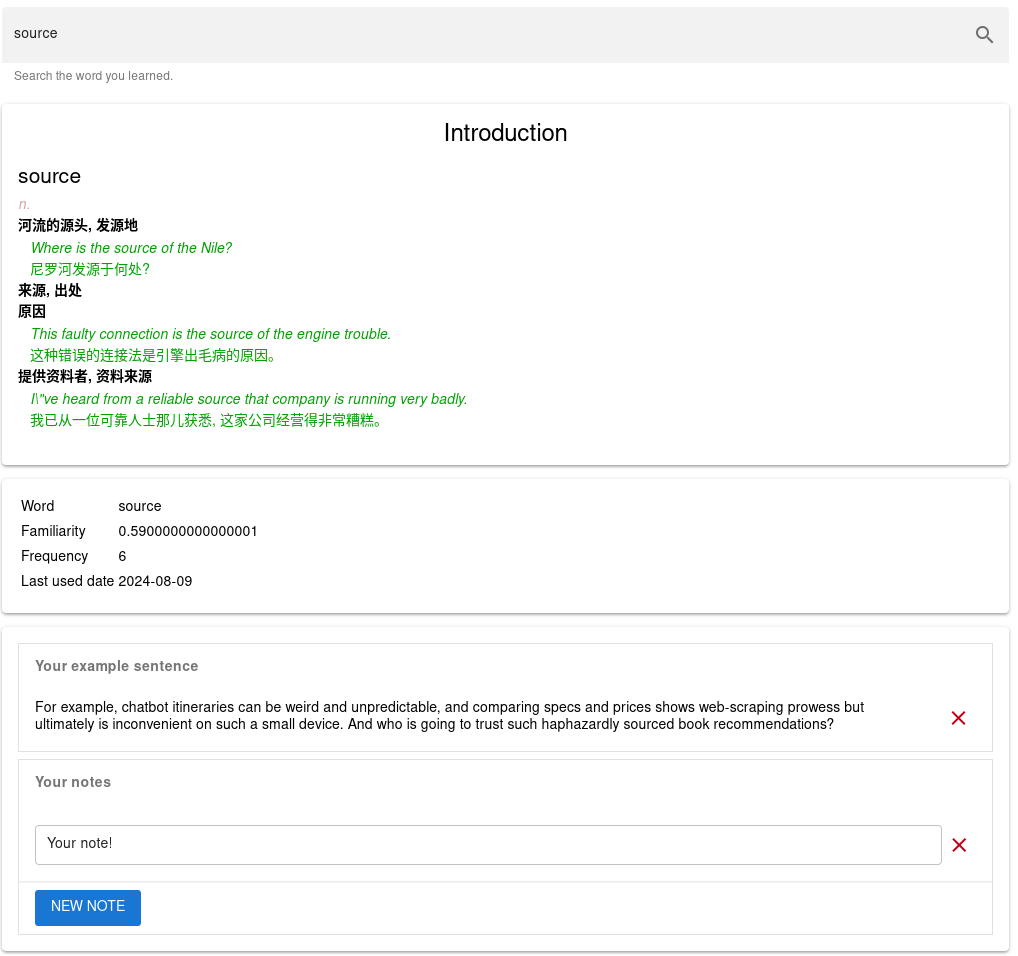 source
Search the word you learned.
Introduction
source
n.
河流的源头, 发源地
Where is the source of the Nile?
尼罗河发源于何处?
来源, 出处
原因
This faulty connection is the source of the engine trouble.
这种错误的连接法是引擎出毛病的原因。
提供资料者, 资料来源
I\"ve heard from a reliable source that company is running very badly.
我已从一位可靠人士那儿获悉, 这家公司经营得非常糟糕。
Word source
Familiarity 0.5900000000000001
Frequency 6
Last used date 2024-08-09
Your example sentence
For example, chatbot itineraries can be weird and unpredictable, and comparing specs and prices shows web-scraping prowess but
ultimately is inconvenient on such a small device. And who is going to trust such haphazardly sourced book recommendations?
Your notes
Your note!
NEW NOTE